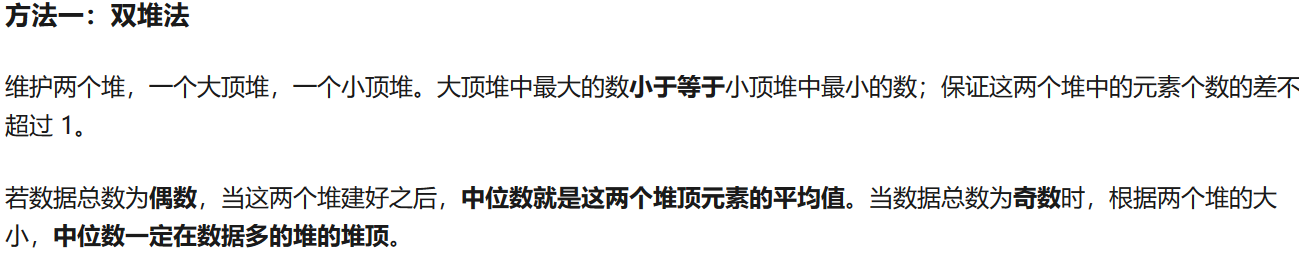 方法一：双堆法
维护两个堆，一个大顶堆，一个小顶堆。大顶堆中最大的数小于等于小顶堆中最小的数；保证这两个堆中的元素个数的差不
超过 1。
若数据总数为偶数，当这两个堆建好之后，中位数就是这两个堆顶元素的平均值。当数据总数为奇数时，根据两个堆的大
小，中位数一定在数据多的堆的堆顶。